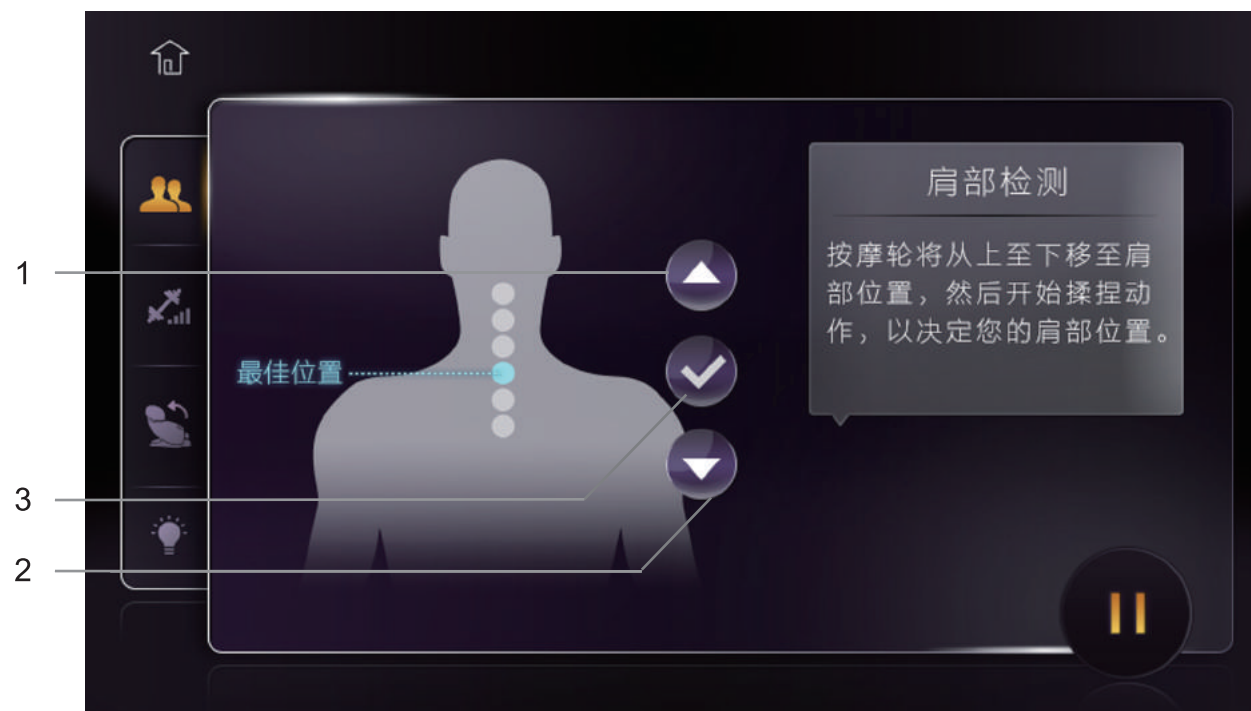 肩部检测
按摩轮将从上至下移至肩
部位置，然后开始揉捏动
作，以决定您的肩部位置。
1
最佳位置
3
2